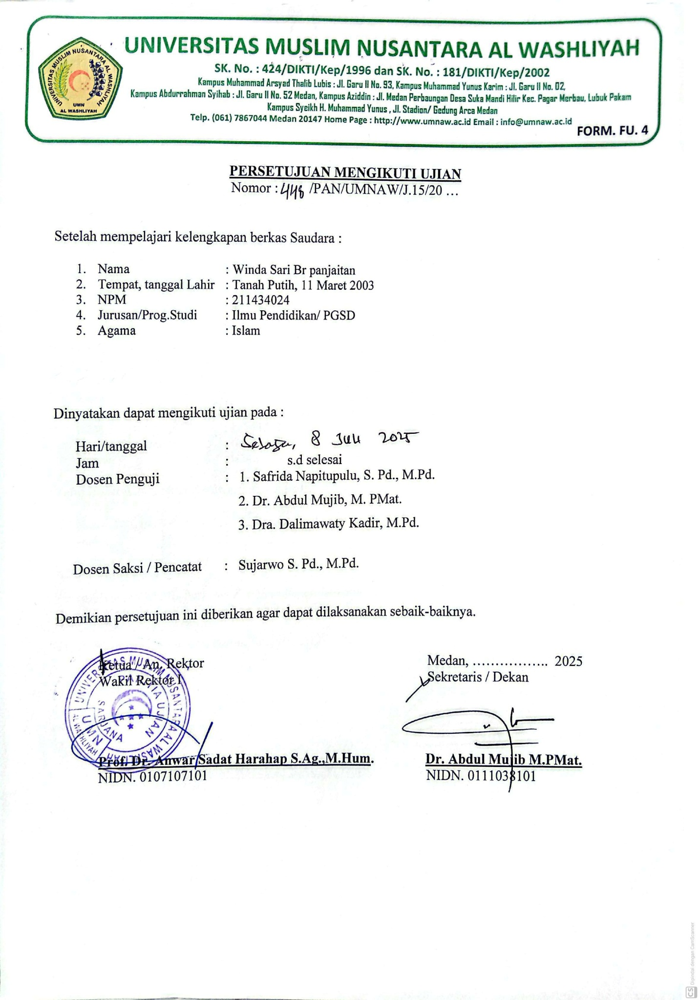 UNIVERSITAS MUSLIM NUSANTARA AL WASHLIYAH
UMN
AL WASHLIYAH
UNIVERSITAS MUSLIM NUSANTARA AL WASHLIYAH
SK. No. : 424/DIKTI/Kep/1996 dan SK. No. : 181/DIKTI/Kep/2002
Kampus Muhammad Arsyad Thalib Lubis : Jl. Garu II No. 93, Kampus Muhammad Yunus Karim : Jl. Garu II No. 02,
Kampus Abdurrahman Syihab : Jl. Garu II No. 52 Medan, Kampus Aziddin : Jl. Medan Perbaungan Desa Suka Mandi Hilir Kec. Pagar Merbau, Lubuk Pakam
Kampus Syeikh H. Muhammad Yunus , Jl. Stadion/ Gedung Arca Medan
Telp. (061) 7867044 Medan 20147 Home Page : http://www.umnaw.ac.id Email : info@umnaw.ac.id
FORM. FU. 4
PERSETUJUAN MENGIKUTI UJIAN
Nomor : 448 /PAN/UMNAW/J.15/20 ...
Setelah mempelajari kelengkapan berkas Saudara :
1. Nama : Winda Sari Br panjaitan
2. Tempat, tanggal Lahir : Tanah Putih, 11 Maret 2003
3. NPM : 211434024
4. Jurusan/Prog.Studi : Ilmu Pendidikan/ PGSD
5. Agama : Islam
Dinyatakan dapat mengikuti ujian pada :
Hari/tanggal : Selasa, 8 Juli 2025
Jam : s.d selesai
Dosen Penguji : 1. Safrida Napitupulu, S. Pd., M.Pd.
2. Dr. Abdul Mujib, M. PMat.
3. Dra. Dalimawaty Kadir, M.Pd.
Dosen Saksi / Pencatat : Sujarwo S. Pd., M.Pd.
Demikian persetujuan ini diberikan agar dapat dilaksanakan sebaik-baiknya.
Ketua / An. Rektor
Wakil Rektor I
Medan, ................. 2025
Sekretaris / Dekan
UNIVERSITAS MUSLIM NUSANTARA AL WASHLIYAH
PANITIA UJIAN
SARJANA
UMN
AL WASHLIYAH
Prof. Dr. Anwar Sadat Harahap S.Ag.,M.Hum.
NIDN. 0107107101
Dr. Abdul Mujib M.PMat.
NIDN. 0111038101
CS Dipindai dengan CamScanner